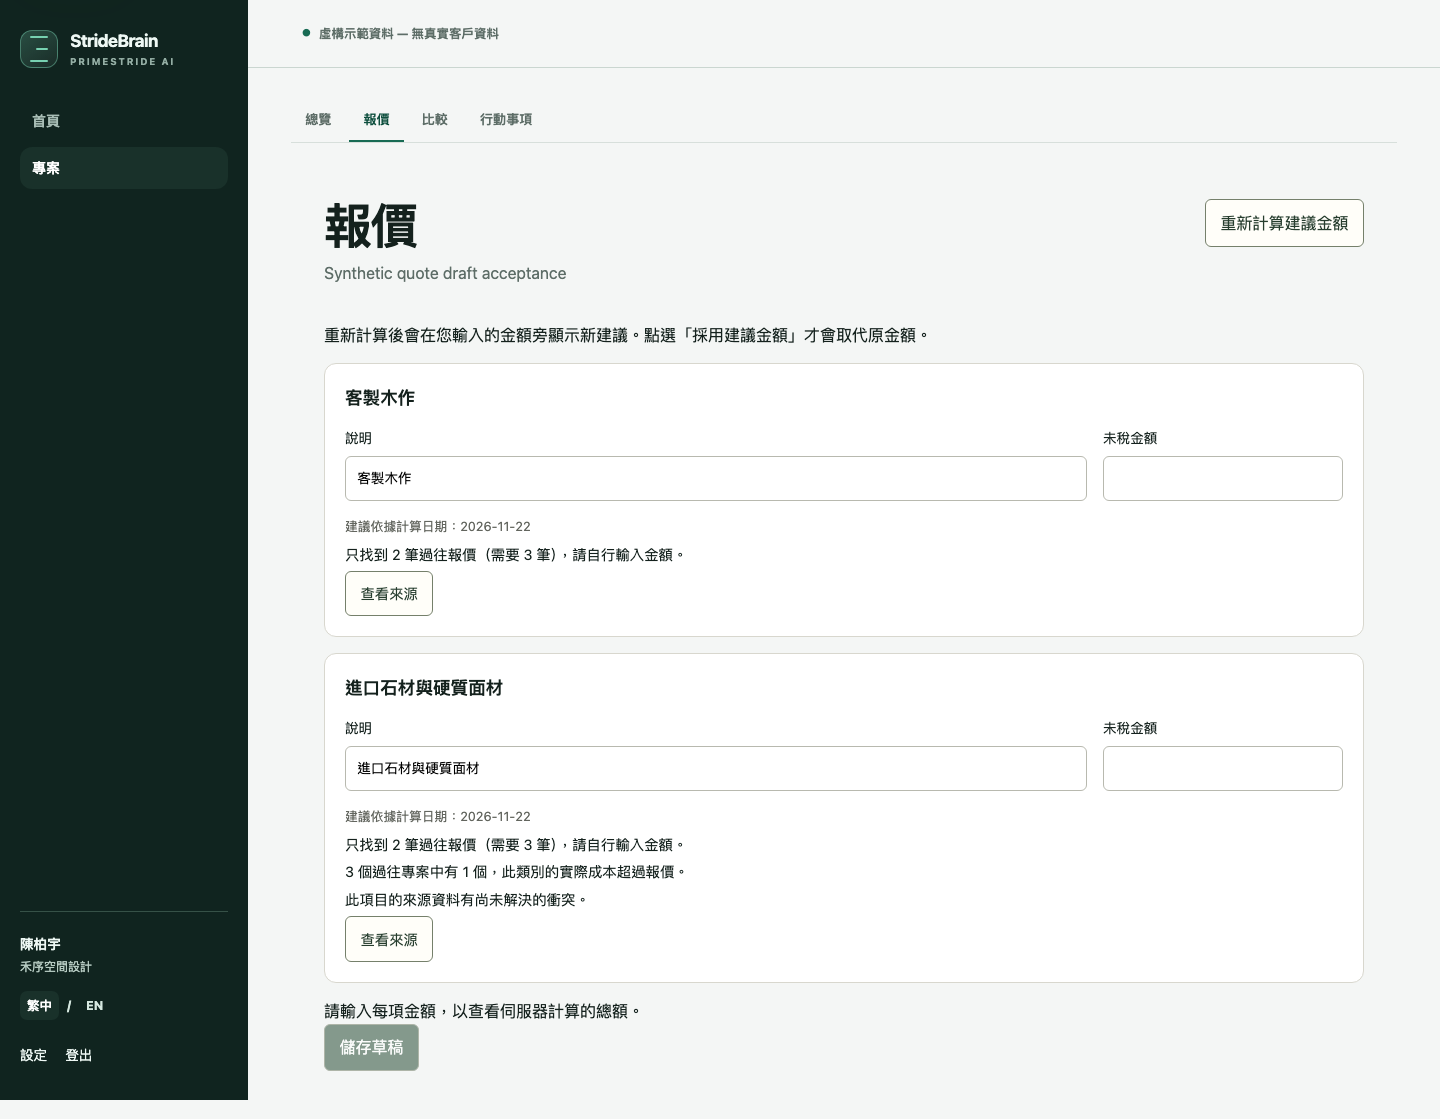 StrideBrain
PRIMESTRIDE AI
首頁
專案
陳柏宇
禾序空間設計
繁中 / EN
設定 登出
虛構示範資料 — 無真實客戶資料
總覽 報價 比較 行動事項
報價
重新計算建議金額
Synthetic quote draft acceptance
重新計算後會在您輸入的金額旁顯示新建議。點選「採用建議金額」才會取代原金額。
客製木作
說明 未稅金額
客製木作
建議依據計算日期：2026-11-22
只找到 2 筆過往報價（需要 3 筆），請自行輸入金額。
查看來源
進口石材與硬質面材
說明 未稅金額
進口石材與硬質面材
建議依據計算日期：2026-11-22
只找到 2 筆過往報價（需要 3 筆），請自行輸入金額。
3 個過往專案中有 1 個，此類別的實際成本超過報價。
此項目的來源資料有尚未解決的衝突。
查看來源
請輸入每項金額，以查看伺服器計算的總額。
儲存草稿